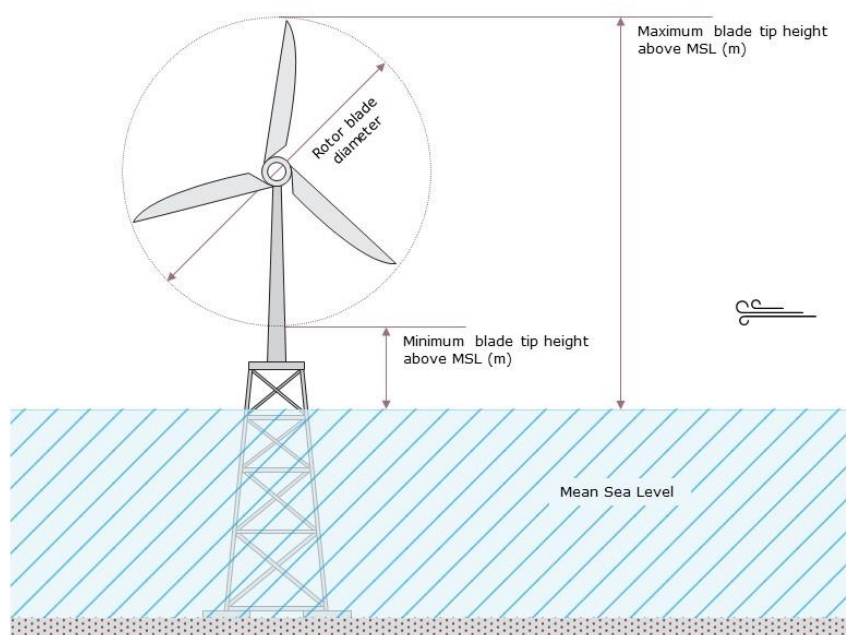 Maximum blade tip height
above MSL (m)
Rotor blade
diameter
Minimum blade tip height
above MSL (m)
Mean Sea Level